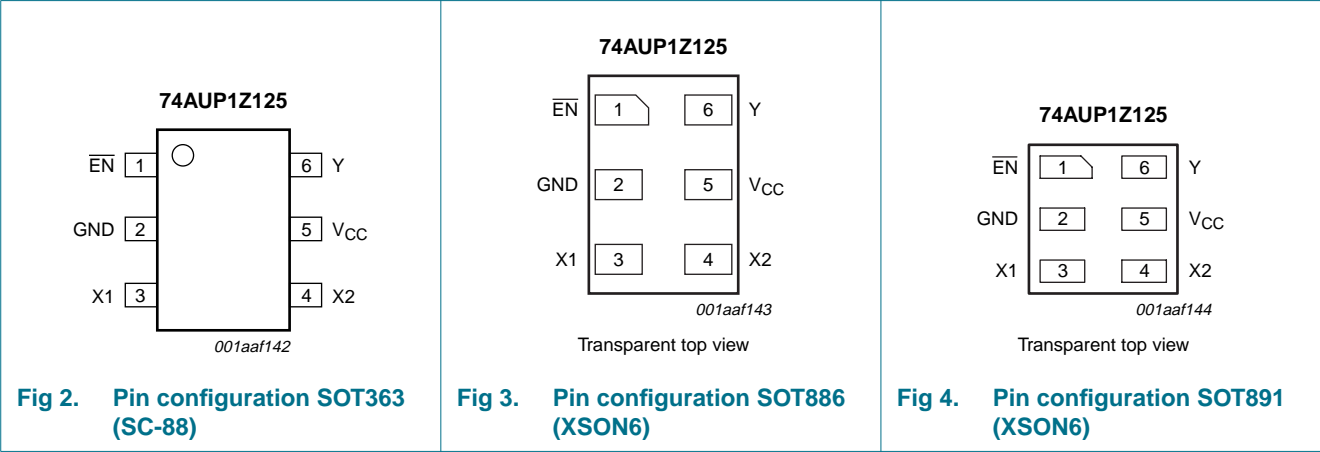 74AUP1Z125
EN 1 6 Y
GND 2 5 VCC
X1 3 4 X2
001aaf142
Fig 2. Pin configuration SOT363
(SC-88)
74AUP1Z125
EN 1 6 Y
GND 2 5 VCC
X1 3 4 X2
001aaf143
Transparent top view
Fig 3. Pin configuration SOT886
(XSON6)
74AUP1Z125
EN 1 6 Y
GND 2 5 VCC
X1 3 4 X2
001aaf144
Transparent top view
Fig 4. Pin configuration SOT891
(XSON6)